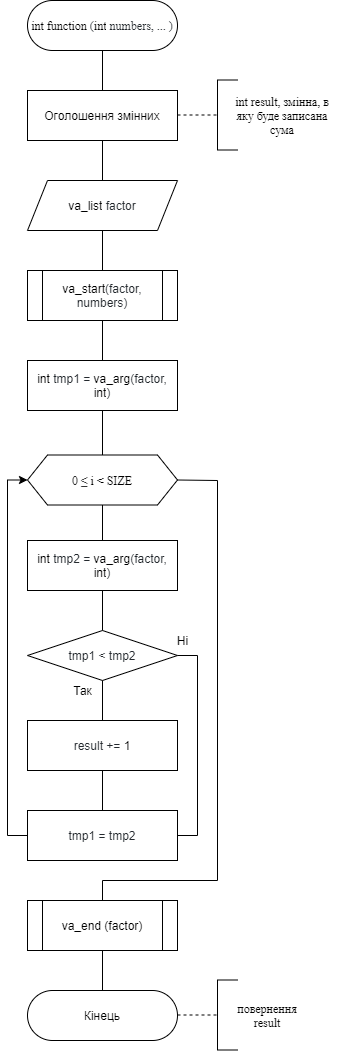 int function (int numbers, ... )
Оголошення змінних
int result, змінна, в
яку буде записана
сума
va_list factor
va_start(factor,
numbers)
int tmp1 = va_arg(factor,
int)
0 ≤ i < SIZE
int tmp2 = va_arg(factor,
int)
tmp1 < tmp2
Ні
Так
result += 1
tmp1 = tmp2
va_end (factor)
Кінець
повернення
result